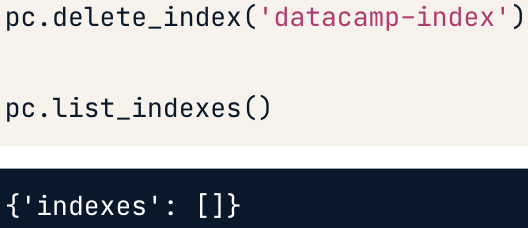 pc.delete_index('datacamp-index')
pc.list_indexes()
{'indexes': []}